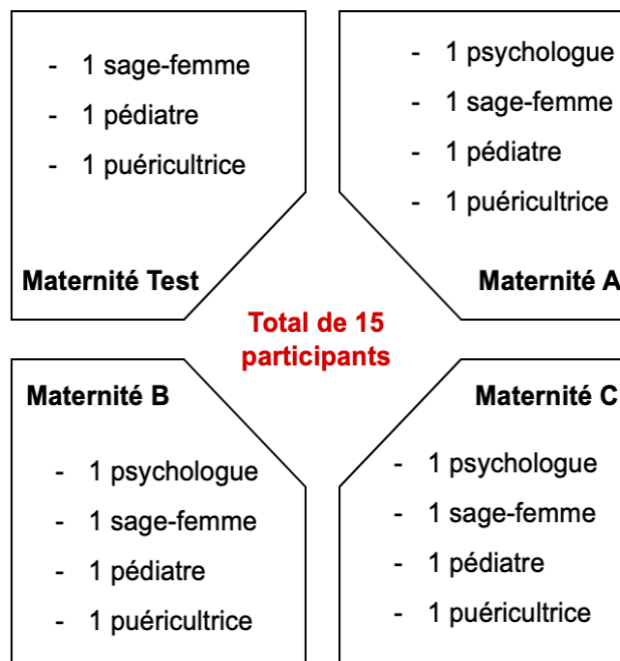 - 1 sage-femme
- 1 pédiatre
- 1 puéricultrice
Maternité Test
- 1 psychologue
- 1 sage-femme
- 1 pédiatre
- 1 puéricultrice
Maternité A
Total de 15
participants
Maternité B
- 1 psychologue
- 1 sage-femme
- 1 pédiatre
- 1 puéricultrice
Maternité C
- 1 psychologue
- 1 sage-femme
- 1 pédiatre
- 1 puéricultrice